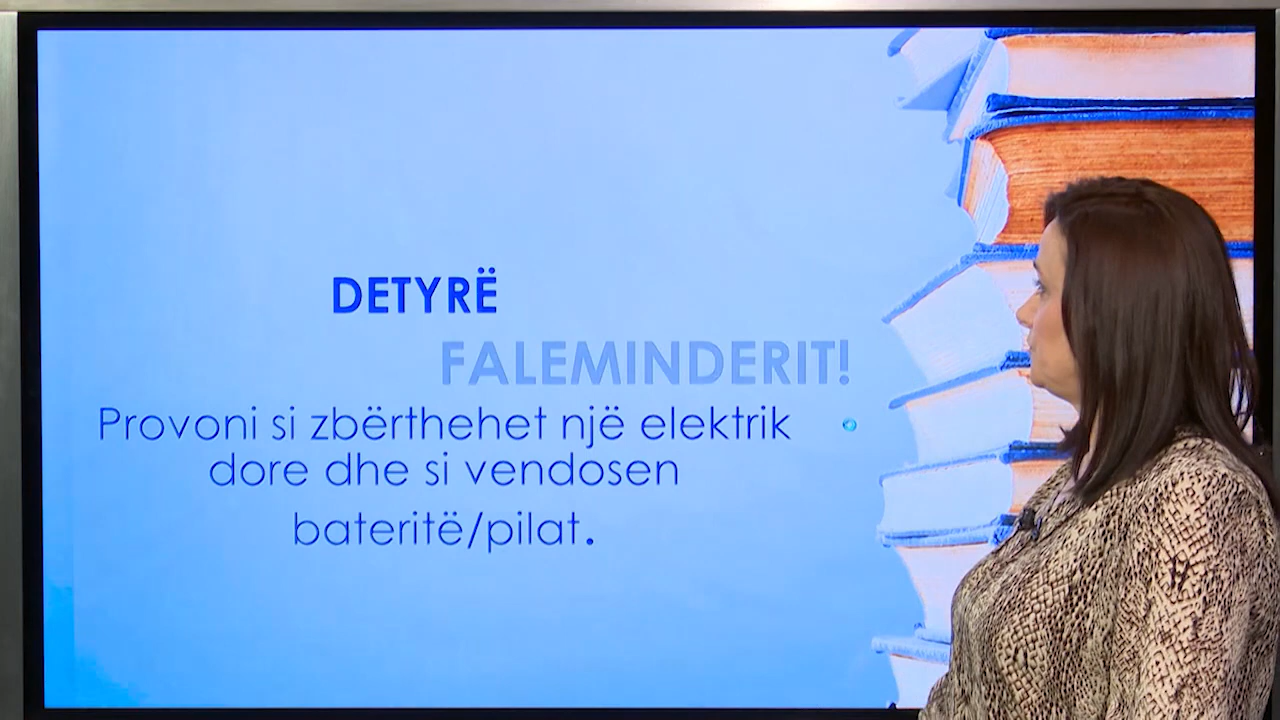 DETYRË
FALEMINDERIT!
Provoni si zbërthehet një elektrik
dore dhe si vendosen
bateritë/pilat.